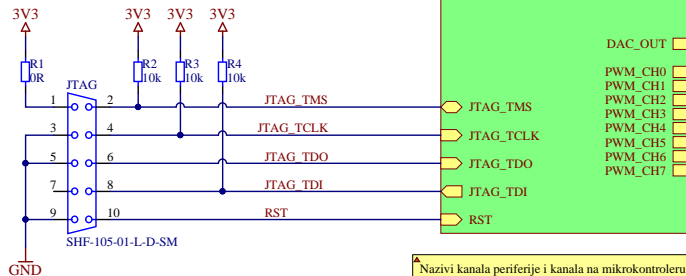 3V3
3V3 3V3 3V3
R1
0R
R2
10k
R3
10k
R4
10k
JTAG
1 2 JTAG_TMS
3 4 JTAG_TCLK
5 6 JTAG_TDO
7 8 JTAG_TDI
9 10 RST
SHF-105-01-L-D-SM
GND
JTAG_TMS
JTAG_TCLK
JTAG_TDO
JTAG_TDI
RST
DAC_OUT
PWM_CH0
PWM_CH1
PWM_CH2
PWM_CH3
PWM_CH4
PWM_CH5
PWM_CH6
PWM_CH7
Nazivi kanala periferije i kanala na mikrokontroleru